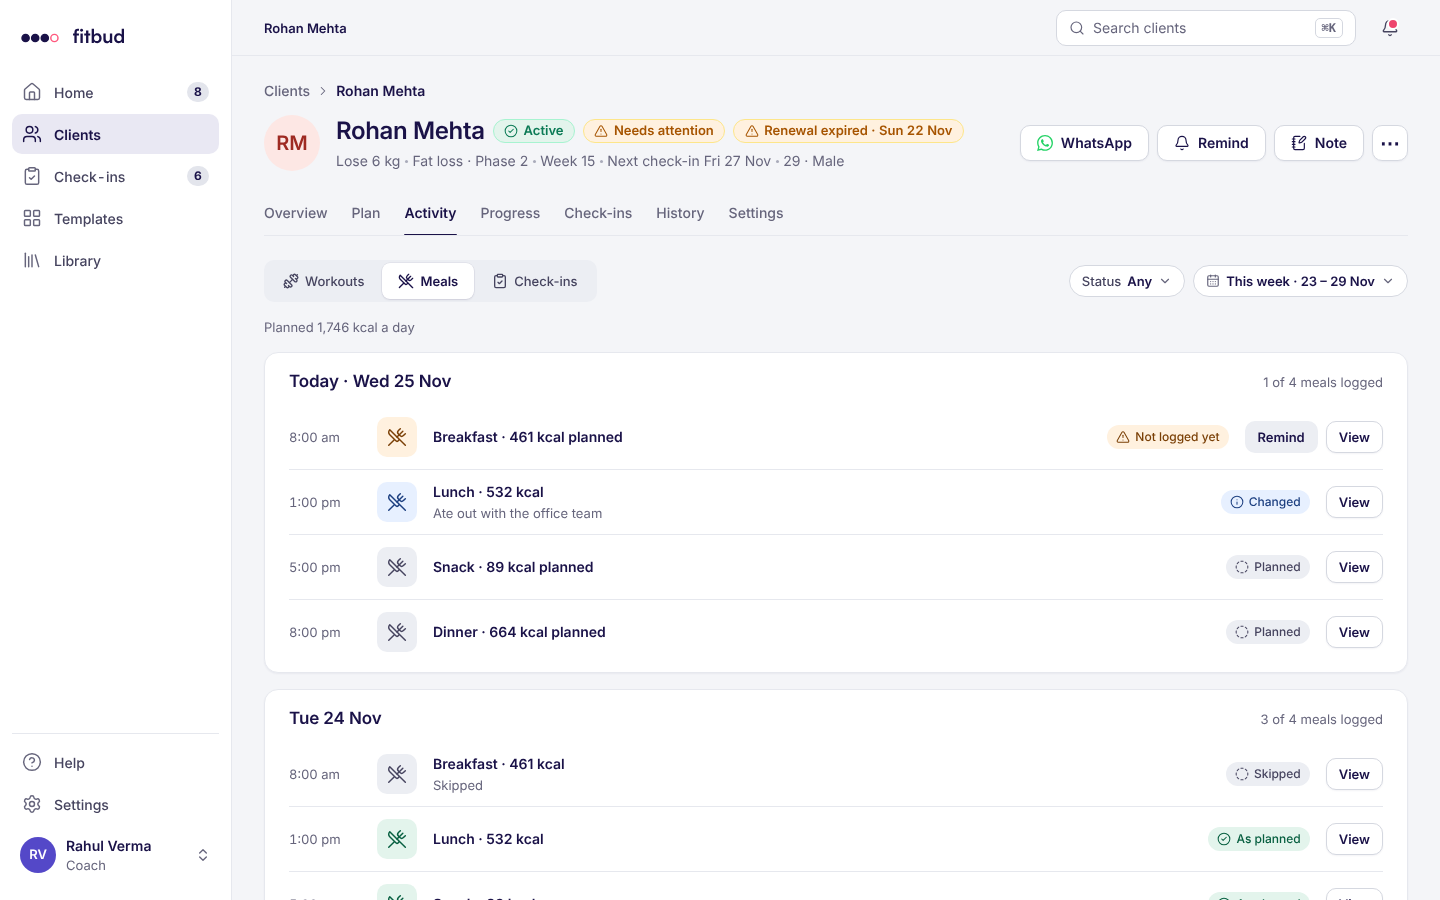 fitbud
Rohan Mehta
Search clients
⌘K
Home
8
Clients
Check-ins
6
Templates
Library
Clients
Rohan Mehta
RM
Rohan Mehta
Active
Needs attention
Renewal expired · Sun 22 Nov
Lose 6 kg · Fat loss · Phase 2 · Week 15 · Next check-in Fri 27 Nov · 29 · Male
WhatsApp
Remind
Note
Overview
Plan
Activity
Progress
Check-ins
History
Settings
Workouts
Meals
Check-ins
Status Any
This week · 23 – 29 Nov
Planned 1,746 kcal a day
Today · Wed 25 Nov
1 of 4 meals logged
8:00 am
Breakfast · 461 kcal planned
Not logged yet
Remind
View
1:00 pm
Lunch · 532 kcal
Ate out with the office team
Changed
View
5:00 pm
Snack · 89 kcal planned
Planned
View
8:00 pm
Dinner · 664 kcal planned
Planned
View
Tue 24 Nov
3 of 4 meals logged
8:00 am
Breakfast · 461 kcal
Skipped
Skipped
View
1:00 pm
Lunch · 532 kcal
As planned
View
Help
Settings
RV
Rahul Verma
Coach